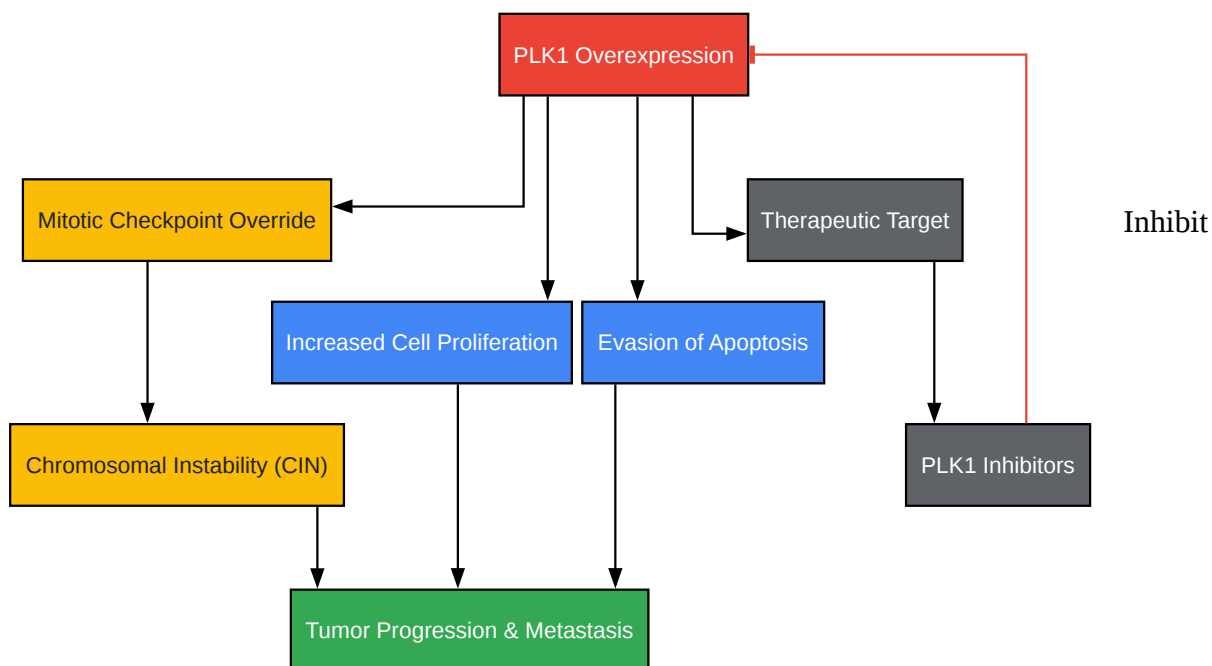 PLK1 Overexpression
Mitotic Checkpoint Override
Therapeutic Target
Inhibit
Increased Cell Proliferation
Evasion of Apoptosis
Chromosomal Instability (CIN)
PLK1 Inhibitors
Tumor Progression & Metastasis